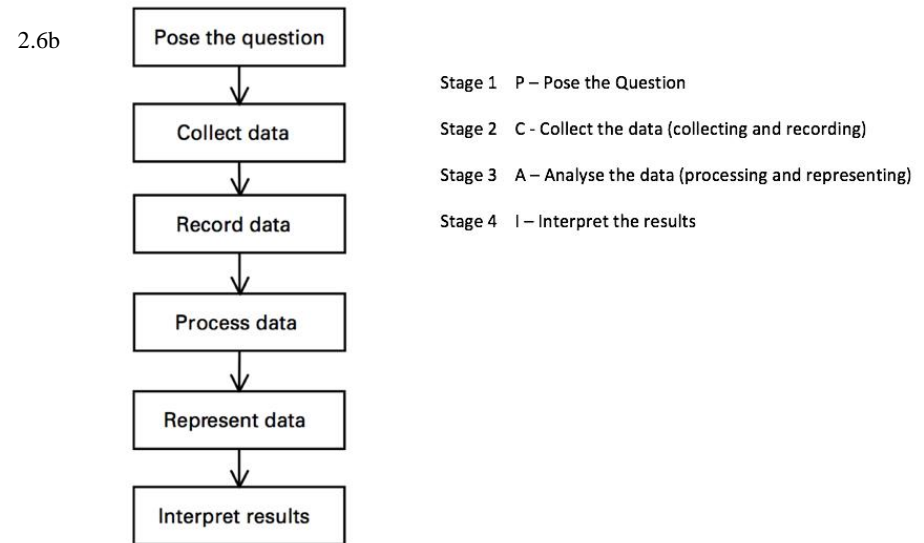 2.6b
Pose the question
Collect data
Record data
Process data
Represent data
Interpret results
Stage 1 P – Pose the Question
Stage 2 C - Collect the data (collecting and recording)
Stage 3 A – Analyse the data (processing and representing)
Stage 4 I – Interpret the results